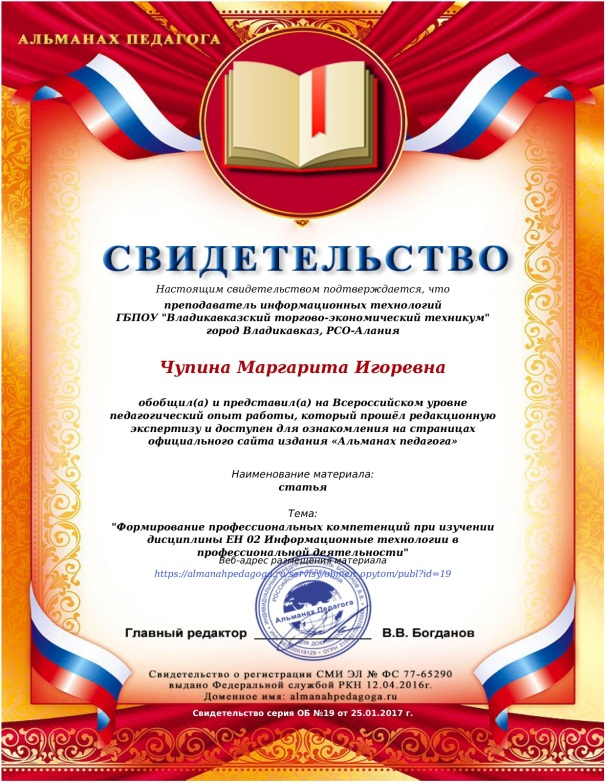 АЛЬМАНАХ ПЕДАГОГА
СВИДЕТЕЛЬСТВО
Настоящим свидетельством подтверждается, что
преподаватель информационных технологий
ГБПОУ "Владикавказский торгово-экономический техникум"
город Владикавказ, РСО-Алания
Чупина Маргарита Игоревна
обобщил(а) и представил(а) на Всероссийском уровне
педагогический опыт работы, который прошёл редакционную
экспертизу и доступен для ознакомления на страницах
официального сайта издания «Альманах педагога»
Наименование материала:
статья
Тема:
"Формирование профессиональных компетенций при изучении
дисциплины ЕН 02 Информационные технологии в
профессиональной деятельности"
Веб-адрес размещения материала
https://almanahpedagoga.ru/servisy/obmen_opytom/publ?id=19
Альманах Педагога
Главный редактор В.В. Богданов
Свидетельство о регистрации СМИ ЭЛ № ФС 77-65290
выдано Федеральной службой РКН 12.04.2016г.
Доменное имя: almanahpedagoga.ru
Свидетельство серия ОБ №19 от 25.01.2017 г.